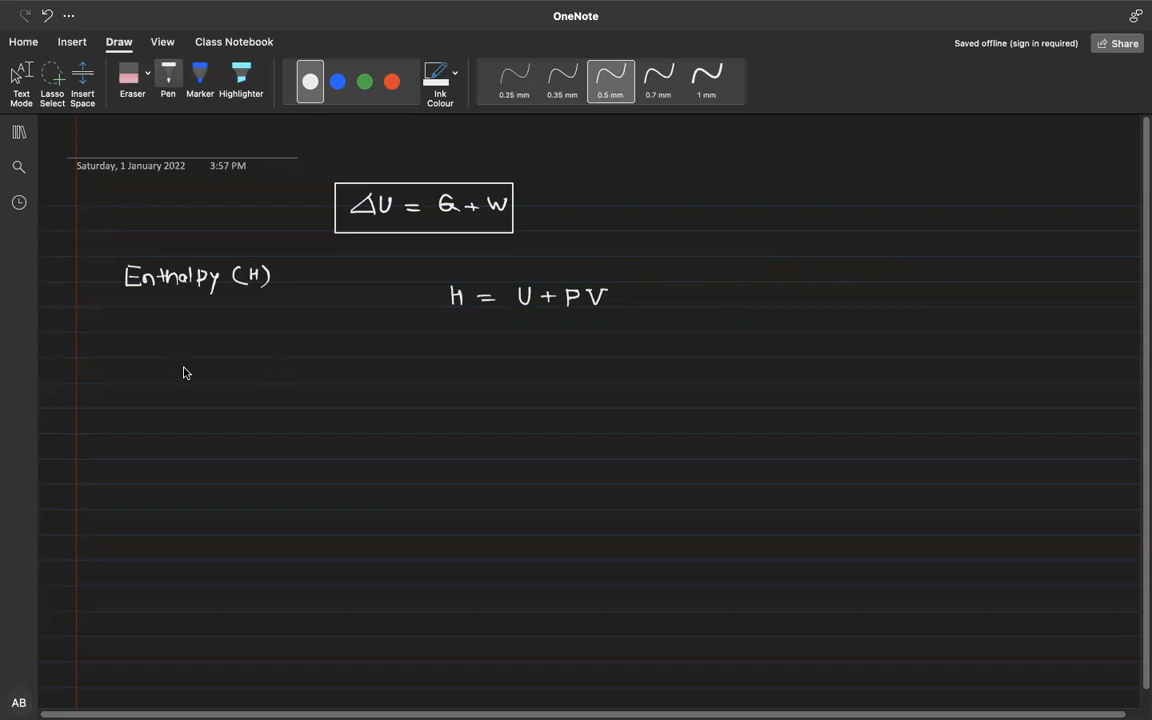 OneNote
Home Insert Draw View Class Notebook
Saved offline (sign in required) Share
Text Mode
Lasso Select
Insert Space
Eraser
Pen
Marker
Highlighter
Ink Colour
0.25 mm
0.35 mm
0.5 mm
0.7 mm
1 mm
Saturday, 1 January 2022 3:57 PM
ΔU = Q + W
Enthalpy (H)
H = U + PV
AB